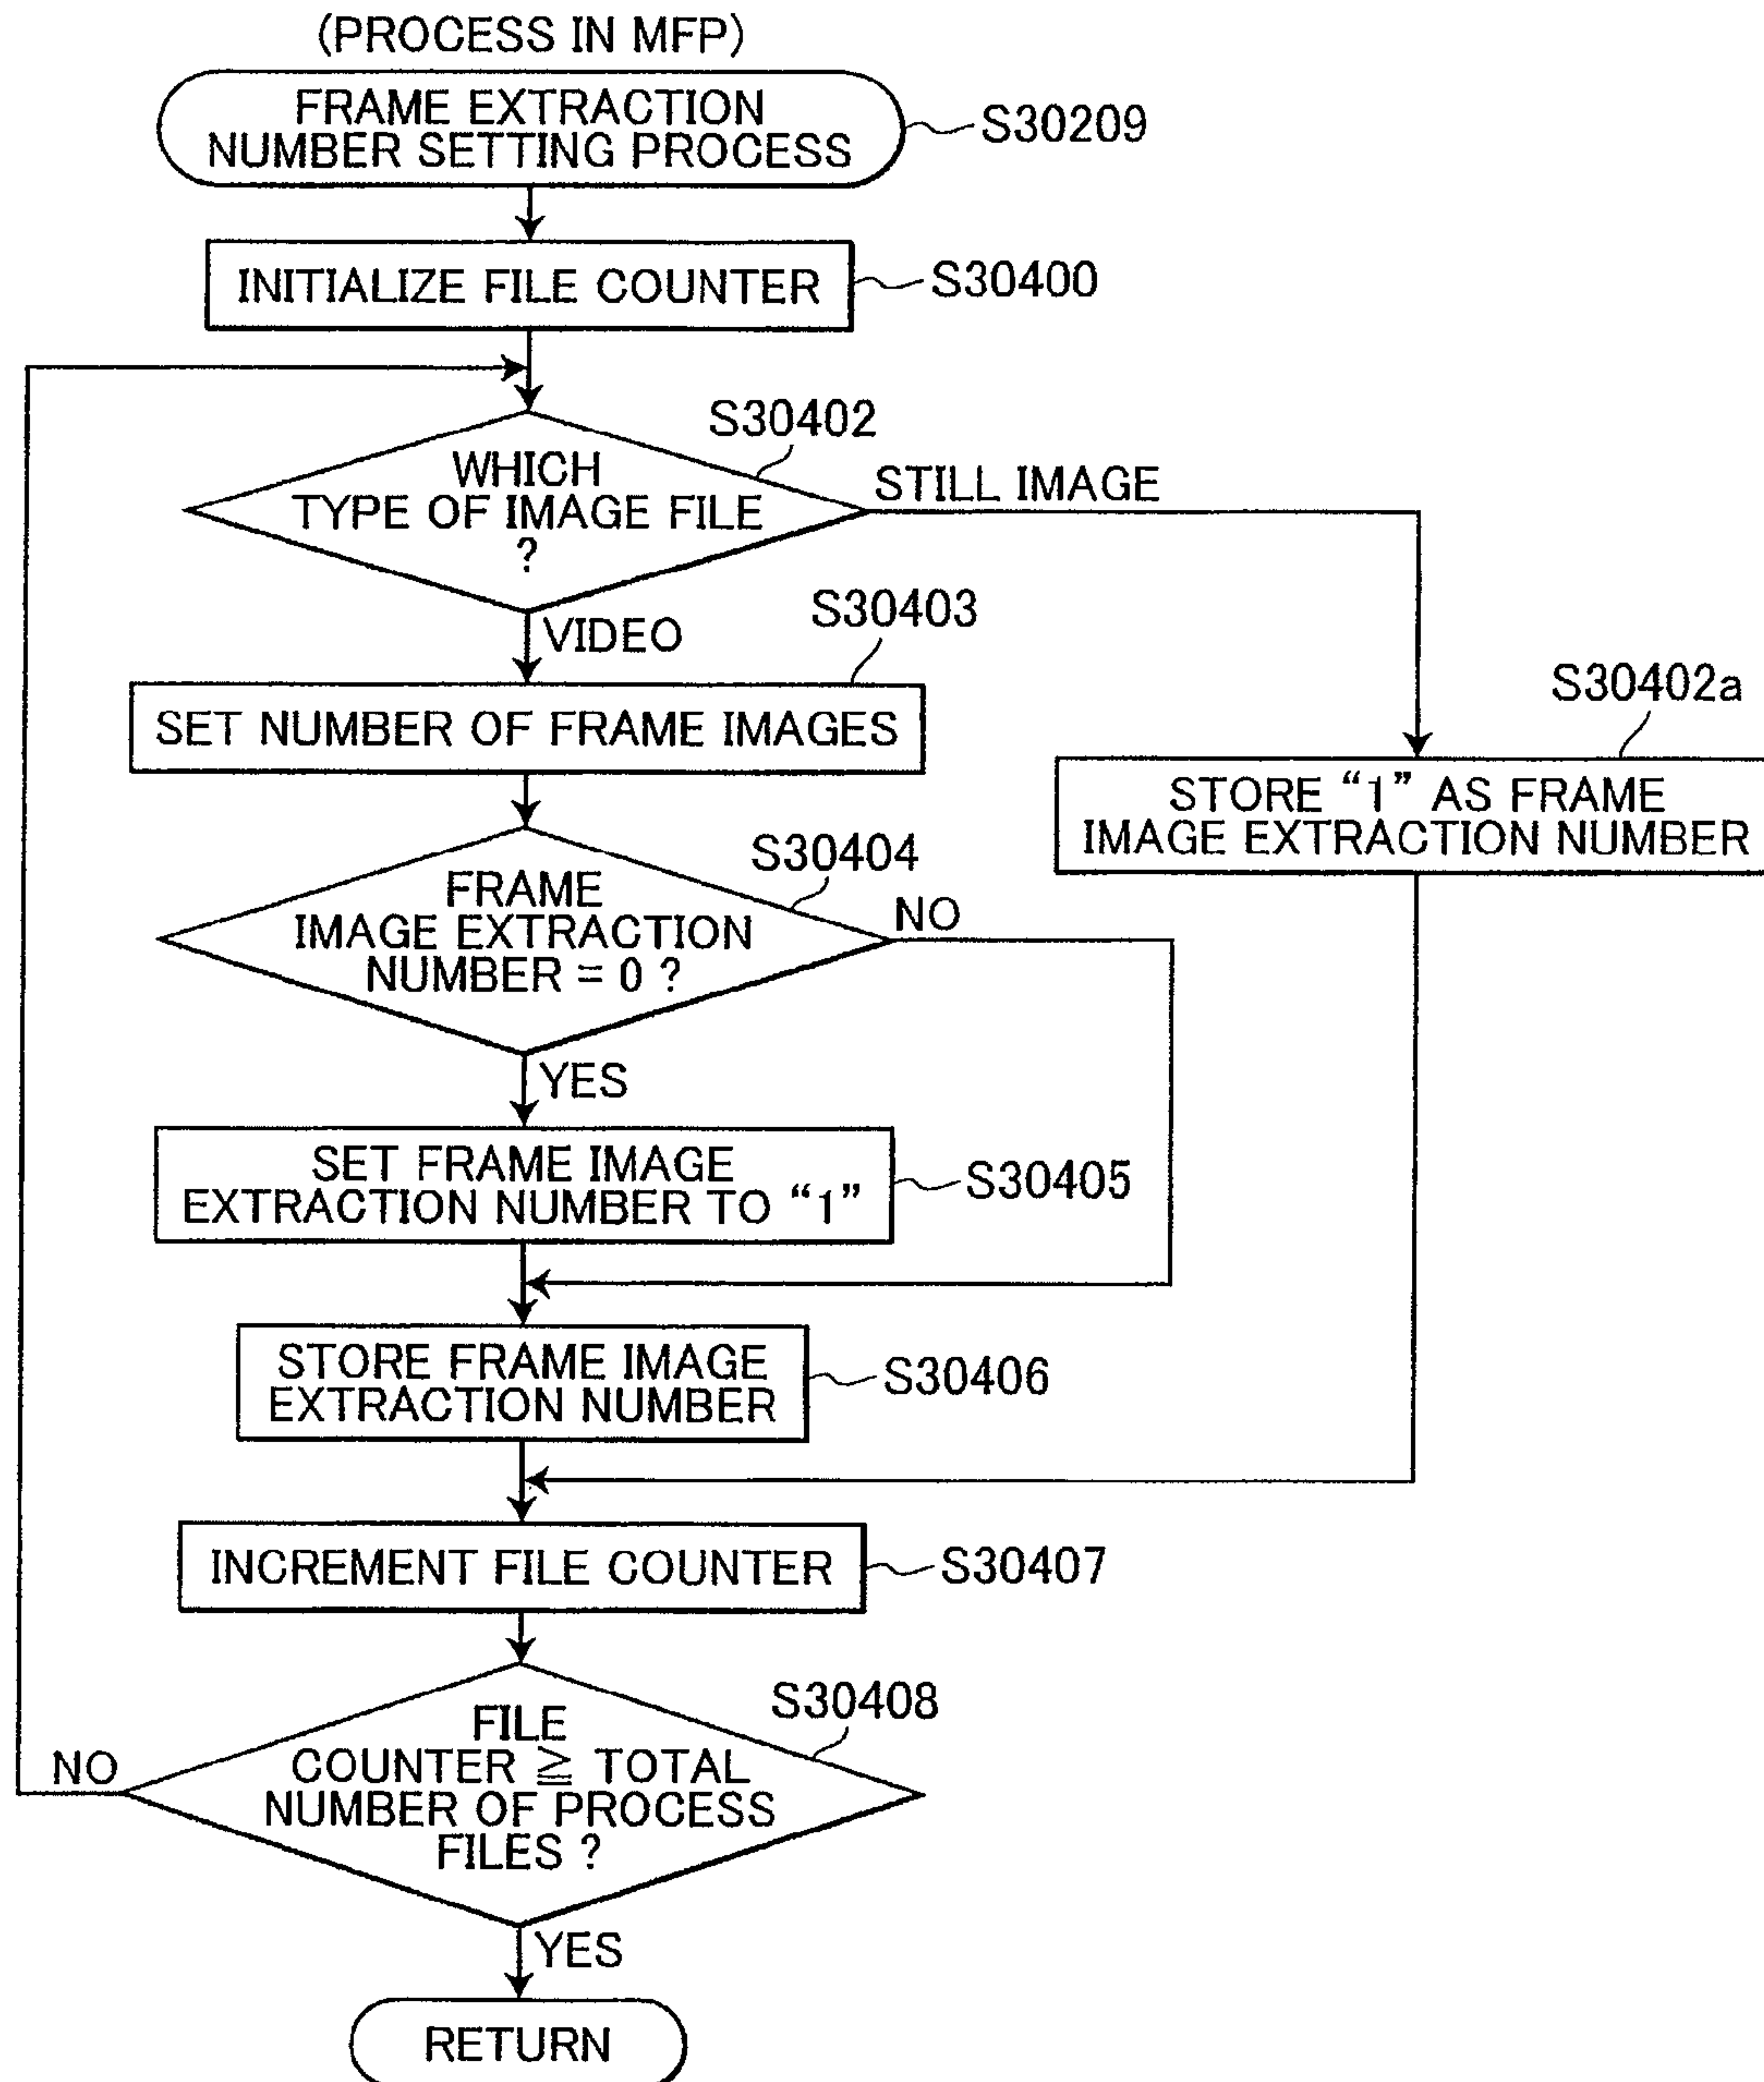 (PROCESS IN MFP)
FRAME EXTRACTION
NUMBER SETTING PROCESS
S30209
INITIALIZE FILE COUNTER
S30400
S30402
WHICH
TYPE OF IMAGE FILE
?
STILL IMAGE
VIDEO
S30403
SET NUMBER OF FRAME IMAGES
S30402a
STORE “1” AS FRAME
IMAGE EXTRACTION NUMBER
S30404
FRAME
IMAGE EXTRACTION
NUMBER = 0 ?
NO
YES
SET FRAME IMAGE
EXTRACTION NUMBER TO “1”
S30405
STORE FRAME IMAGE
EXTRACTION NUMBER
S30406
INCREMENT FILE COUNTER
S30407
S30408
FILE
COUNTER ≧ TOTAL
NUMBER OF PROCESS
FILES ?
NO
YES
RETURN